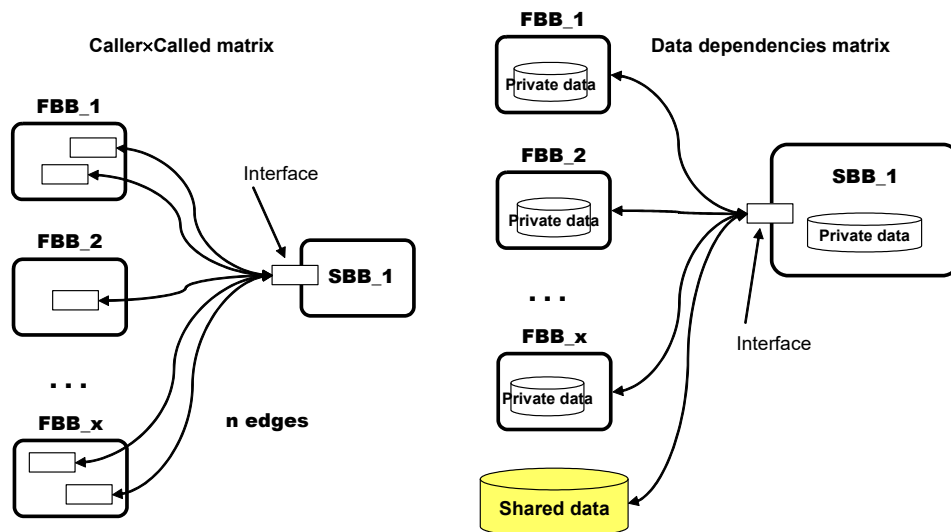 Caller×Called matrix
FBB_1
Interface
FBB_2
SBB_1
...
FBB_x
n edges
FBB_1
Data dependencies matrix
Private data
FBB_2
SBB_1
Private data
Private data
...
FBB_x
Interface
Private data
Shared data